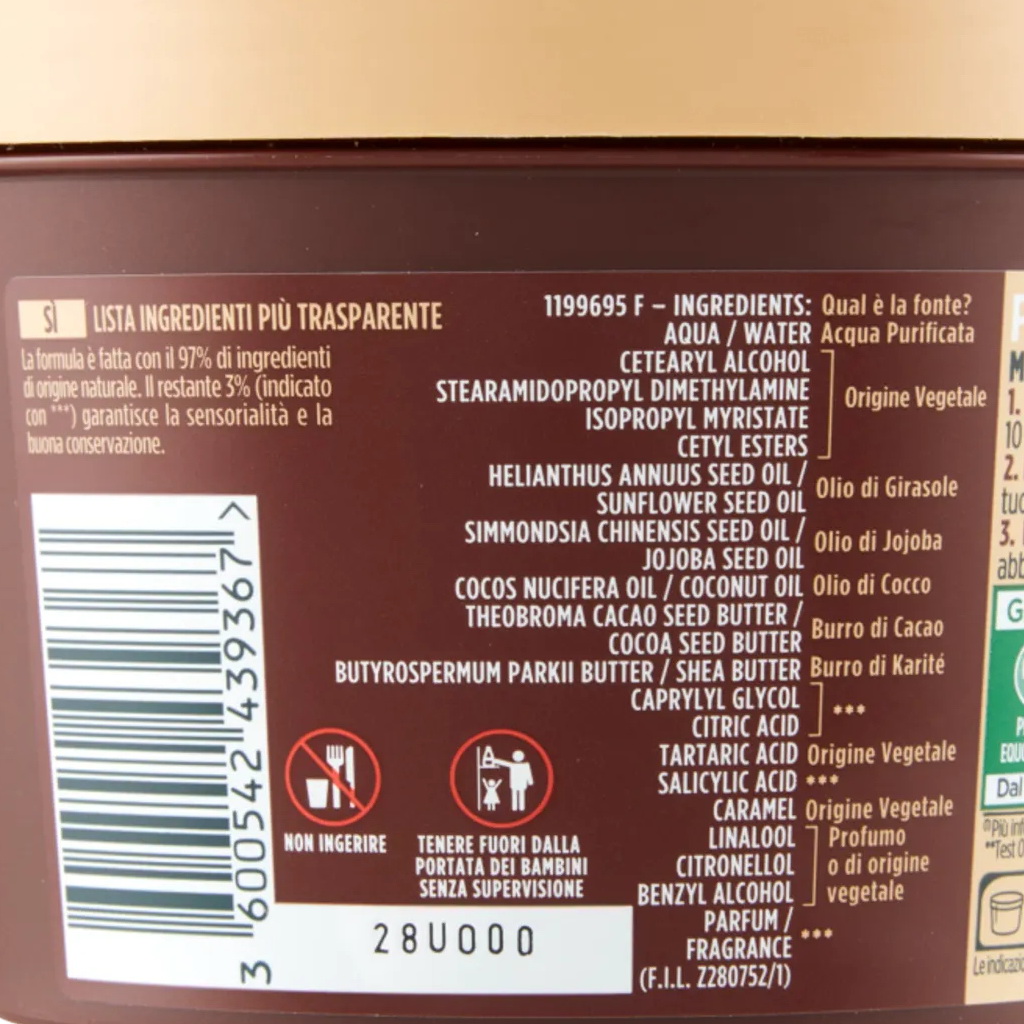 SÌ LISTA INGREDIENTI PIÙ TRASPARENTE
La formula è fatta con il 97% di ingredienti
di origine naturale. Il restante 3% (indicato
con ***) garantisce la sensorialità e la
buona conservazione.
1199695 F – INGREDIENTS: Qual è la fonte?
AQUA / WATER Acqua Purificata
CETEARYL ALCOHOL
STEARAMIDOPROPYL DIMETHYLAMINE
ISOPROPYL MYRISTATE
CETYL ESTERS
Origine Vegetale
HELIANTHUS ANNUUS SEED OIL /
SUNFLOWER SEED OIL
Olio di Girasole
SIMMONDSIA CHINENSIS SEED OIL /
JOJOBA SEED OIL
Olio di Jojoba
COCOS NUCIFERA OIL / COCONUT OIL Olio di Cocco
THEOBROMA CACAO SEED BUTTER /
COCOA SEED BUTTER
Burro di Cacao
BUTYROSPERMUM PARKII BUTTER / SHEA BUTTER Burro di Karité
CAPRYLYL GLYCOL
CITRIC ACID
***
TARTARIC ACID Origine Vegetale
SALICYLIC ACID ***
CARAMEL Origine Vegetale
LINALOOL
CITRONELLOL
BENZYL ALCOHOL
Profumo
o di origine
vegetale
PARFUM /
FRAGRANCE
***
(F.I.L. Z280752/1)
3 600542 439367 >
NON INGERIRE
TENERE FUORI DALLA
PORTATA DEI BAMBINI
SENZA SUPERVISIONE
28U000
1.
10
2.
3.
Dal